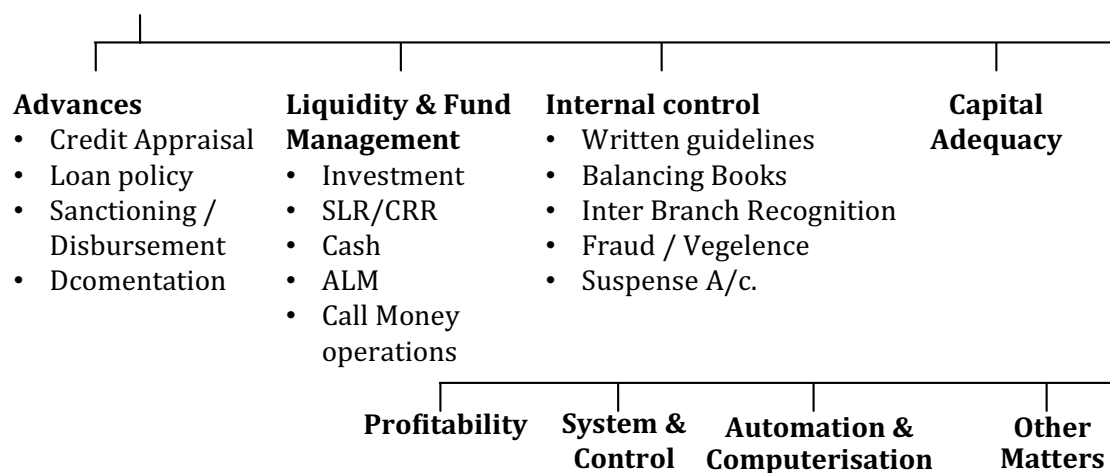 Advances
• Credit Appraisal
• Loan policy
• Sanctioning /
Disbursement
• Dcomentation
Liquidity & Fund
Management
• Investment
• SLR/CRR
• Cash
• ALM
• Call Money
operations
Internal control
• Written guidelines
• Balancing Books
• Inter Branch Recognition
• Fraud / Vegelence
• Suspense A/c.
Capital
Adequacy
Profitability
System &
Control
Automation &
Computerisation
Other
Matters